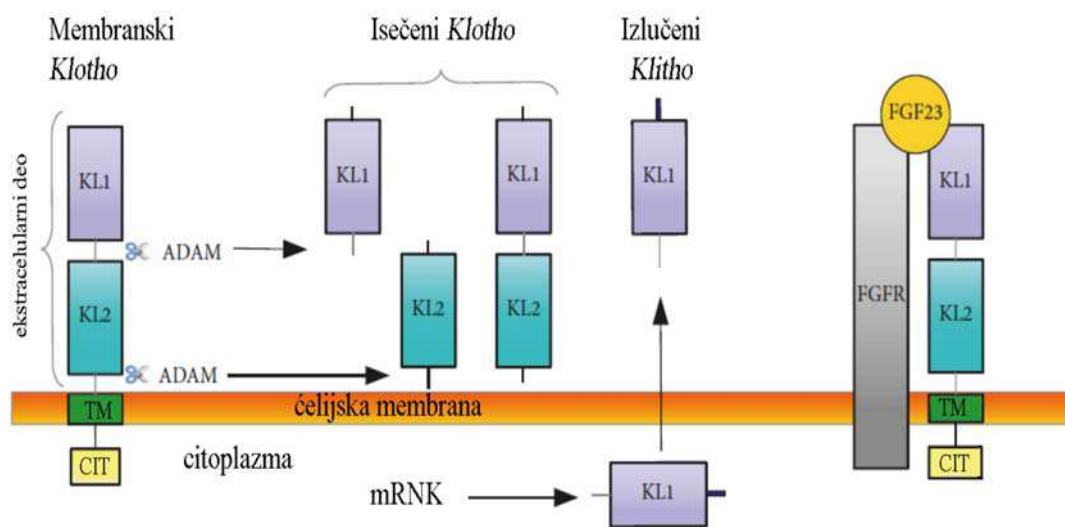 Membranski
Klotho
Isečeni Klotho
Izlučeni
Klitho
ekstracelularni deo
KL1
ADAM
KL2
ADAM
TM
CIT
KL1
KL2
KL1
KL2
KL1
FGF23
FGFR
KL1
KL2
TM
CIT
ćelijska membrana
citoplazma
mRNK
KL1